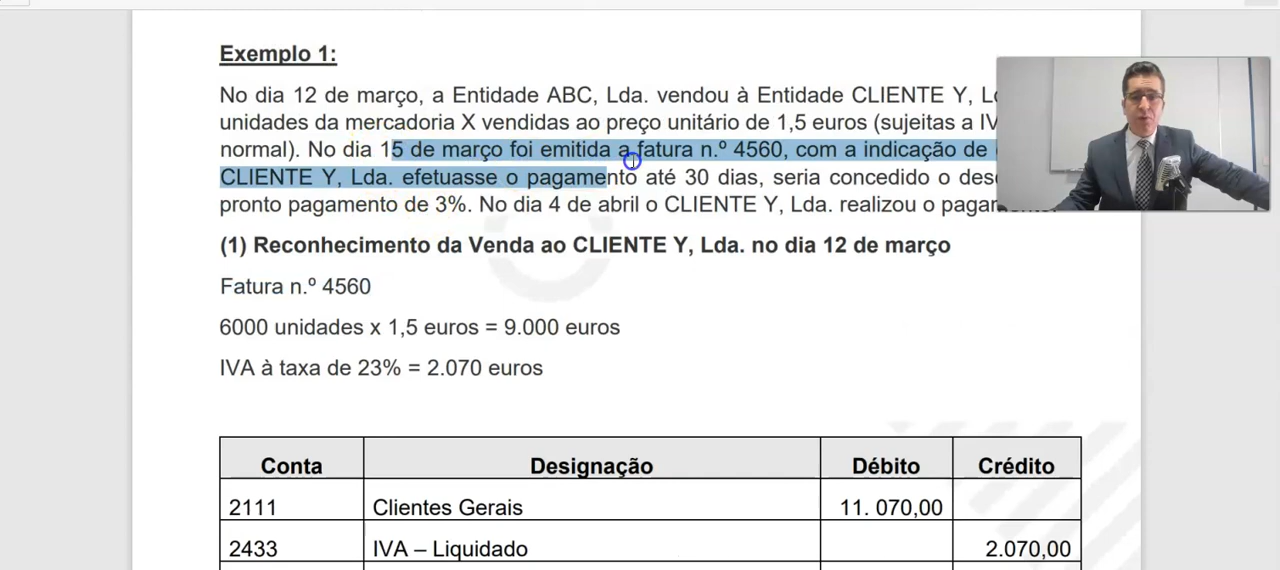 Exemplo 1:
No dia 12 de março, a Entidade ABC, Lda. vendou à Entidade CLIENTE Y,
unidades da mercadoria X vendidas ao preço unitário de 1,5 euros (sujeitas a
normal). No dia 15 de março foi emitida a fatura n.º 4560, com a indicação de
CLIENTE Y, Lda. efetuasse o pagamento até 30 dias, seria concedido o
pronto pagamento de 3%. No dia 4 de abril o CLIENTE Y, Lda. realizou o
(1) Reconhecimento da Venda ao CLIENTE Y, Lda. no dia 12 de março
Fatura n.º 4560
6000 unidades x 1,5 euros = 9.000 euros
IVA à taxa de 23% = 2.070 euros
Conta Designação Débito Crédito
2111 Clientes Gerais 11. 070,00
2433 IVA – Liquidado 2.070,00